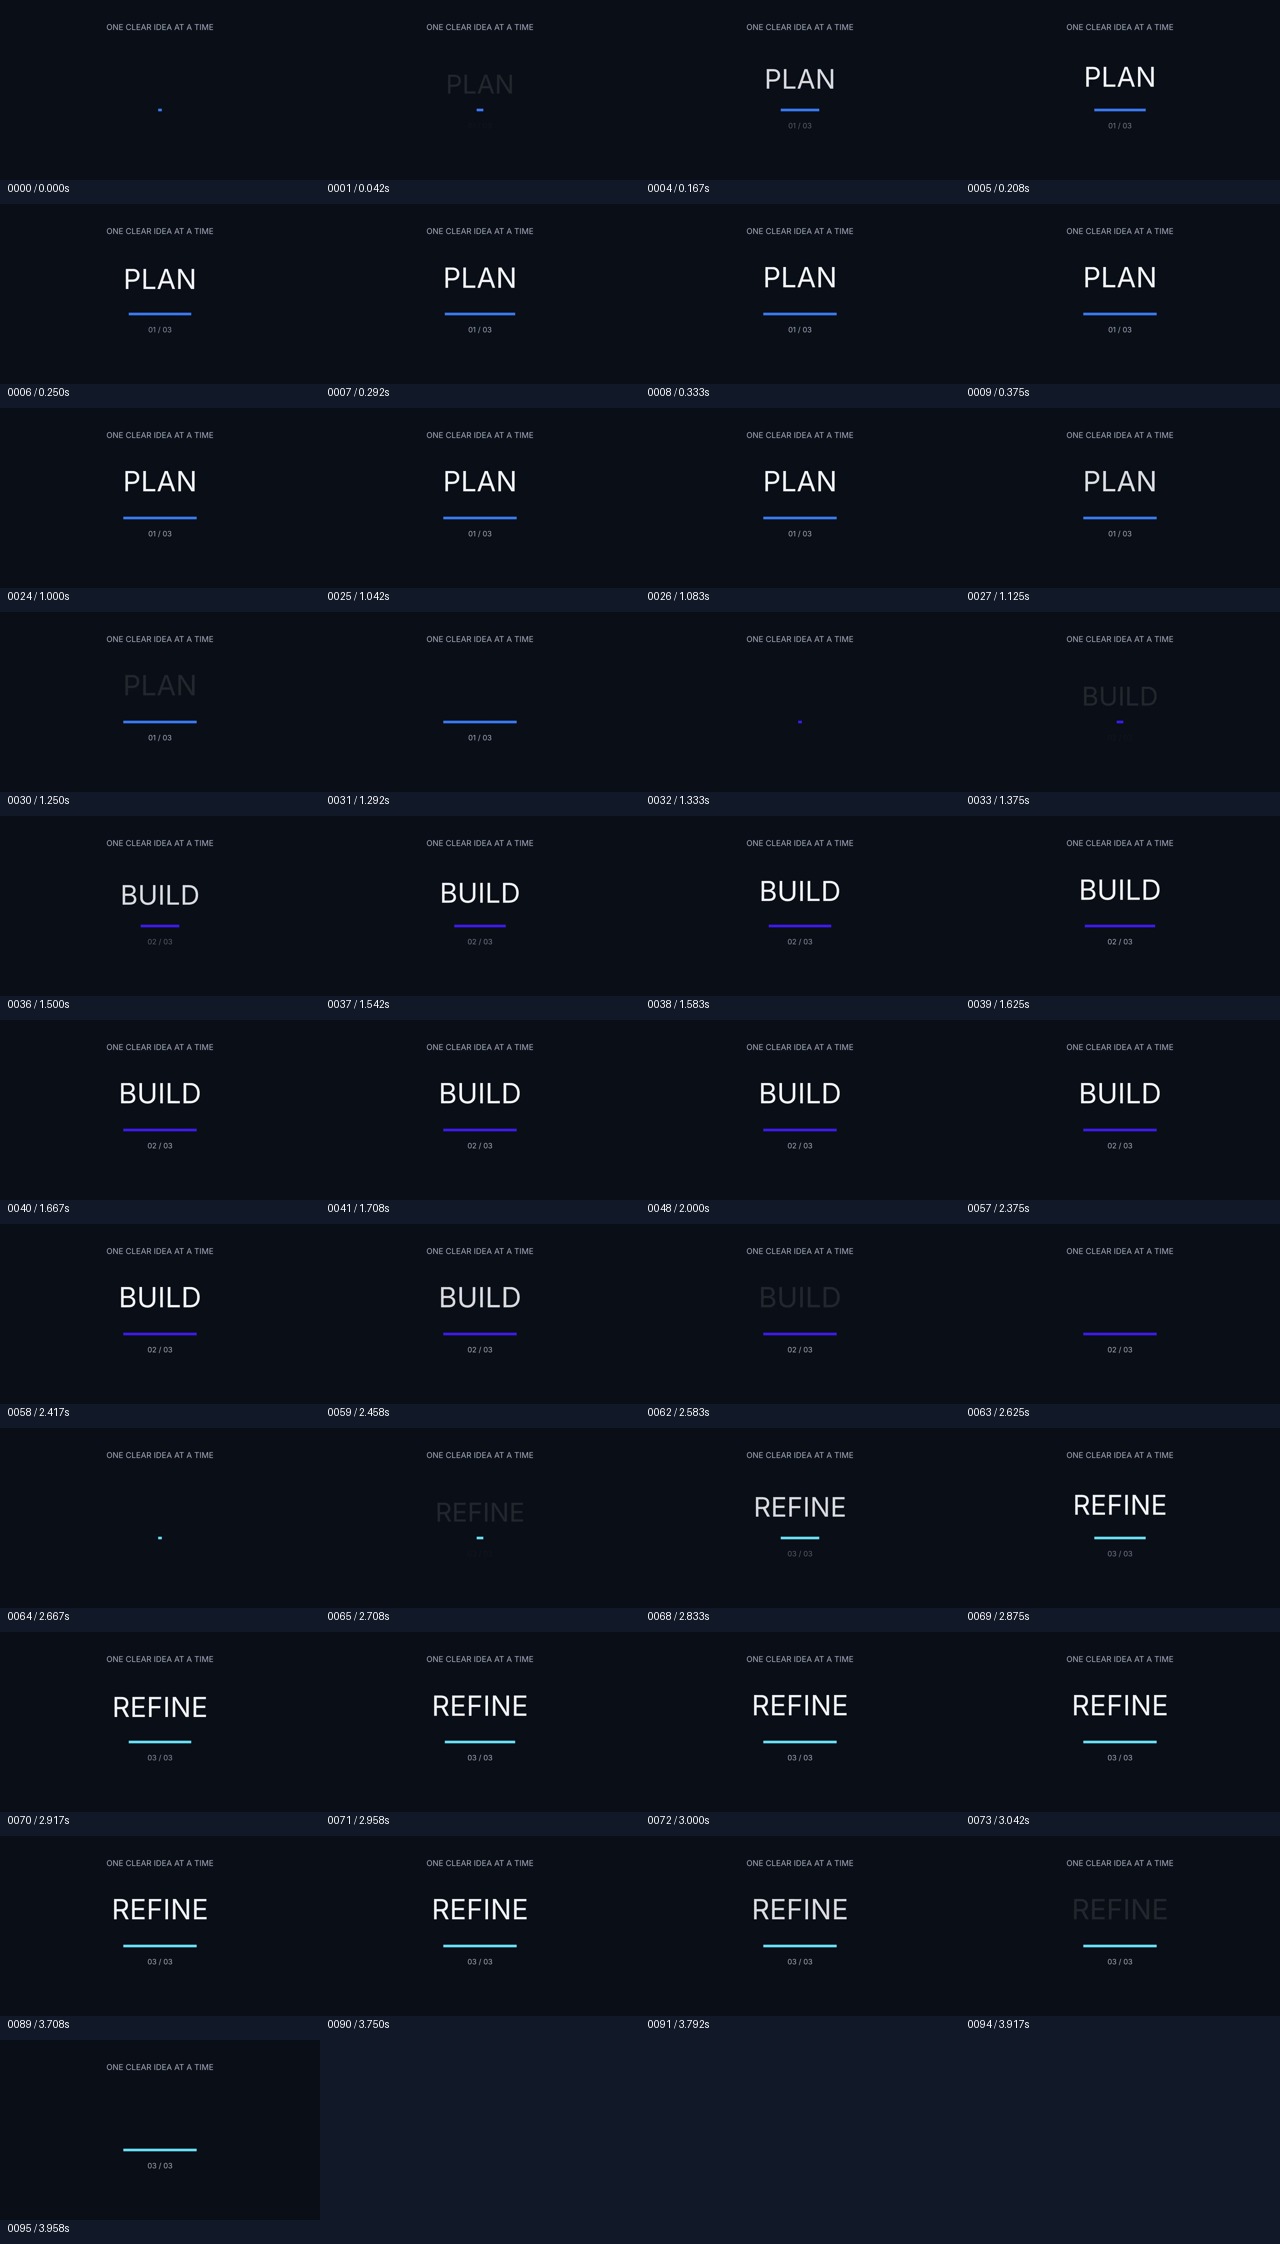 ONE CLEAR IDEA AT A TIME ONE CLEAR IDEA AT A TIME ONE CLEAR IDEA AT A TIME ONE CLEAR IDEA AT A TIME
PLAN PLAN PLAN
01 / 03 01 / 03
0000 / 0.000s 0001 / 0.042s 0004 / 0.167s 0005 / 0.208s
ONE CLEAR IDEA AT A TIME ONE CLEAR IDEA AT A TIME ONE CLEAR IDEA AT A TIME ONE CLEAR IDEA AT A TIME
PLAN PLAN PLAN PLAN
01 / 03 01 / 03 01 / 03 01 / 03
0006 / 0.250s 0007 / 0.292s 0008 / 0.333s 0009 / 0.375s
ONE CLEAR IDEA AT A TIME ONE CLEAR IDEA AT A TIME ONE CLEAR IDEA AT A TIME ONE CLEAR IDEA AT A TIME
PLAN PLAN PLAN PLAN
01 / 03 01 / 03 01 / 03 01 / 03
0024 / 1.000s 0025 / 1.042s 0026 / 1.083s 0027 / 1.125s
ONE CLEAR IDEA AT A TIME ONE CLEAR IDEA AT A TIME ONE CLEAR IDEA AT A TIME ONE CLEAR IDEA AT A TIME
PLAN BUILD
01 / 03 01 / 03
0030 / 1.250s 0031 / 1.292s 0032 / 1.333s 0033 / 1.375s
ONE CLEAR IDEA AT A TIME ONE CLEAR IDEA AT A TIME ONE CLEAR IDEA AT A TIME ONE CLEAR IDEA AT A TIME
BUILD BUILD BUILD BUILD
02 / 03 02 / 03 02 / 03 02 / 03
0036 / 1.500s 0037 / 1.542s 0038 / 1.583s 0039 / 1.625s
ONE CLEAR IDEA AT A TIME ONE CLEAR IDEA AT A TIME ONE CLEAR IDEA AT A TIME ONE CLEAR IDEA AT A TIME
BUILD BUILD BUILD BUILD
02 / 03 02 / 03 02 / 03 02 / 03
0040 / 1.667s 0041 / 1.708s 0048 / 2.000s 0057 / 2.375s
ONE CLEAR IDEA AT A TIME ONE CLEAR IDEA AT A TIME ONE CLEAR IDEA AT A TIME ONE CLEAR IDEA AT A TIME
BUILD BUILD BUILD
02 / 03 02 / 03 02 / 03 02 / 03
0058 / 2.417s 0059 / 2.458s 0062 / 2.583s 0063 / 2.625s
ONE CLEAR IDEA AT A TIME ONE CLEAR IDEA AT A TIME ONE CLEAR IDEA AT A TIME ONE CLEAR IDEA AT A TIME
REFINE REFINE REFINE
03 / 03 03 / 03
0064 / 2.667s 0065 / 2.708s 0068 / 2.833s 0069 / 2.875s
ONE CLEAR IDEA AT A TIME ONE CLEAR IDEA AT A TIME ONE CLEAR IDEA AT A TIME ONE CLEAR IDEA AT A TIME
REFINE REFINE REFINE REFINE
03 / 03 03 / 03 03 / 03 03 / 03
0070 / 2.917s 0071 / 2.958s 0072 / 3.000s 0073 / 3.042s
ONE CLEAR IDEA AT A TIME ONE CLEAR IDEA AT A TIME ONE CLEAR IDEA AT A TIME ONE CLEAR IDEA AT A TIME
REFINE REFINE REFINE REFINE
03 / 03 03 / 03 03 / 03 03 / 03
0089 / 3.708s 0090 / 3.750s 0091 / 3.792s 0094 / 3.917s
ONE CLEAR IDEA AT A TIME
03 / 03
0095 / 3.958s